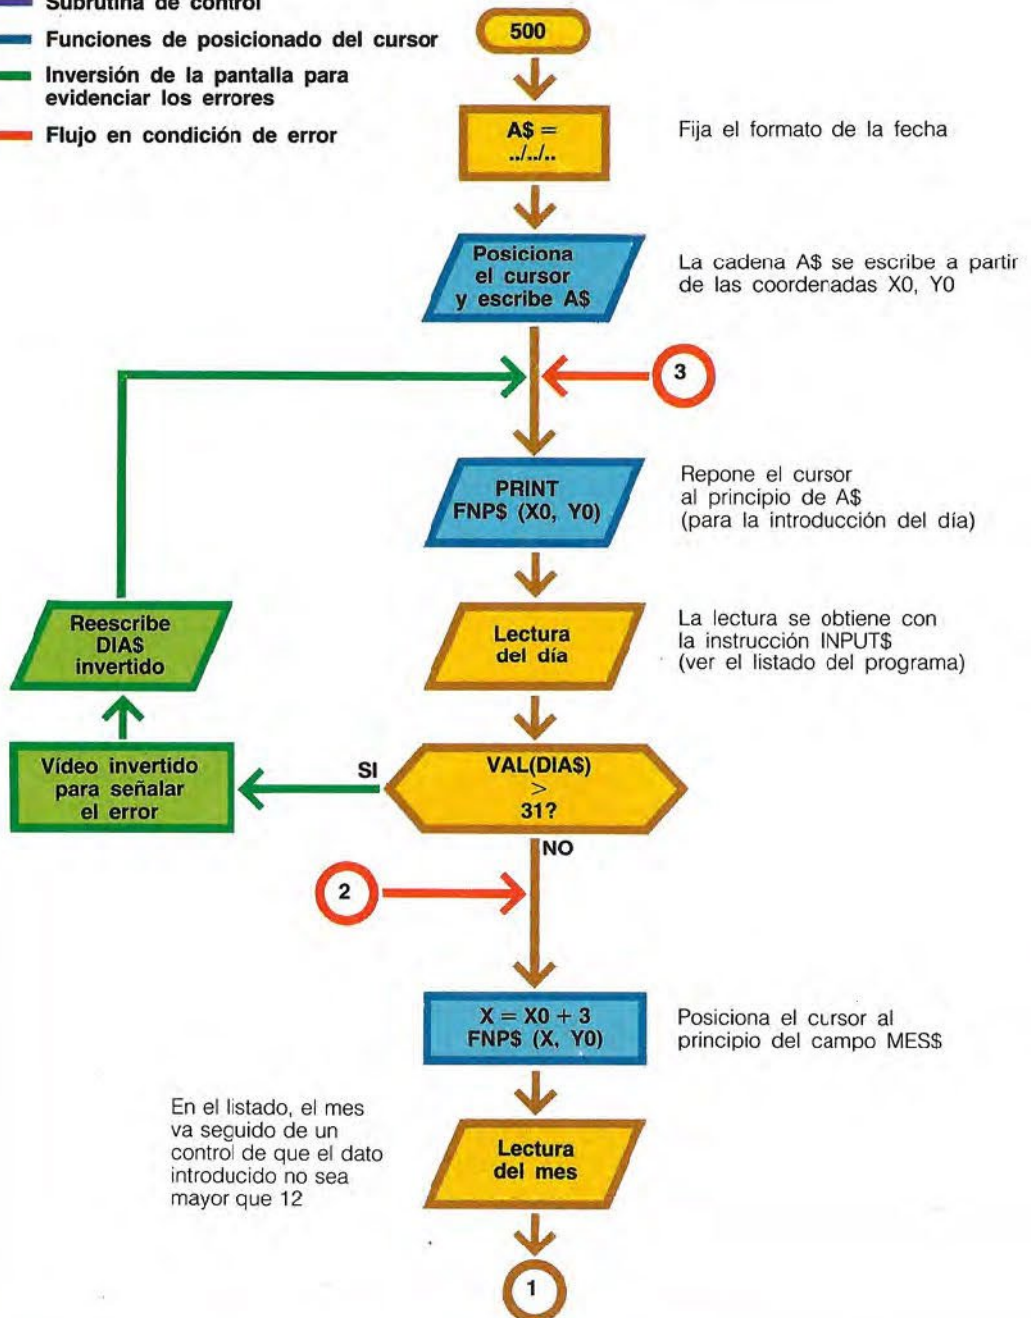 Subrutina de control
Funciones de posicionado del cursor
Inversión de la pantalla para
evidenciar los errores
Flujo en condición de error
500
A$ =
../../..
Fija el formato de la fecha
Posiciona
el cursor
y escribe A$
La cadena A$ se escribe a partir
de las coordenadas X0, Y0
3
PRINT
FNP$ (X0, Y0)
Repone el cursor
al principio de A$
(para la introducción del día)
Reescribe
DIA$
invertido
Lectura
del día
La lectura se obtiene con
la instrucción INPUT$
(ver el listado del programa)
Vídeo invertido
para señalar
el error
SI
VAL(DIA$)
>
31?
NO
2
X = X0 + 3
FNP$ (X, Y0)
Posiciona el cursor al
principio del campo MES$
En el listado, el mes
va seguido de un
control de que el dato
introducido no sea
mayor que 12
Lectura
del mes
1